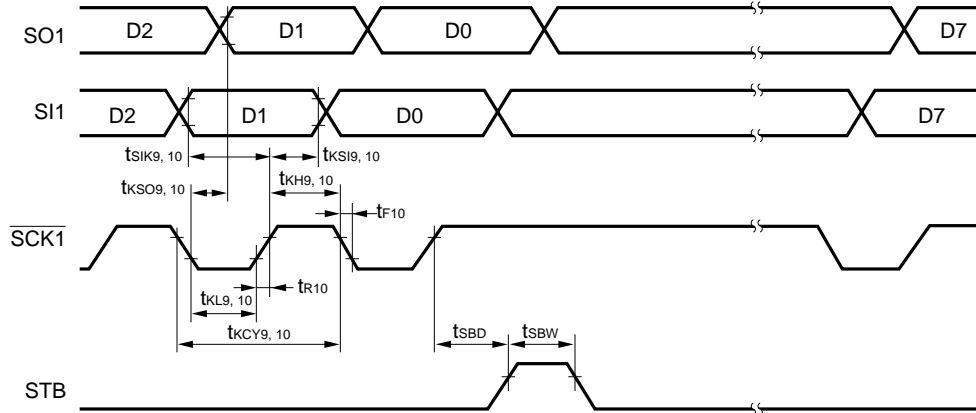 SO1 D2 D1 D0 D7
SI1 D2 D1 D0 D7
tSIK9, 10 tKSI9, 10
tKSO9, 10 tKH9, 10
tF10
SCK1
tR10
tKL9, 10
tKCY9, 10 tSBD tSBW
STB